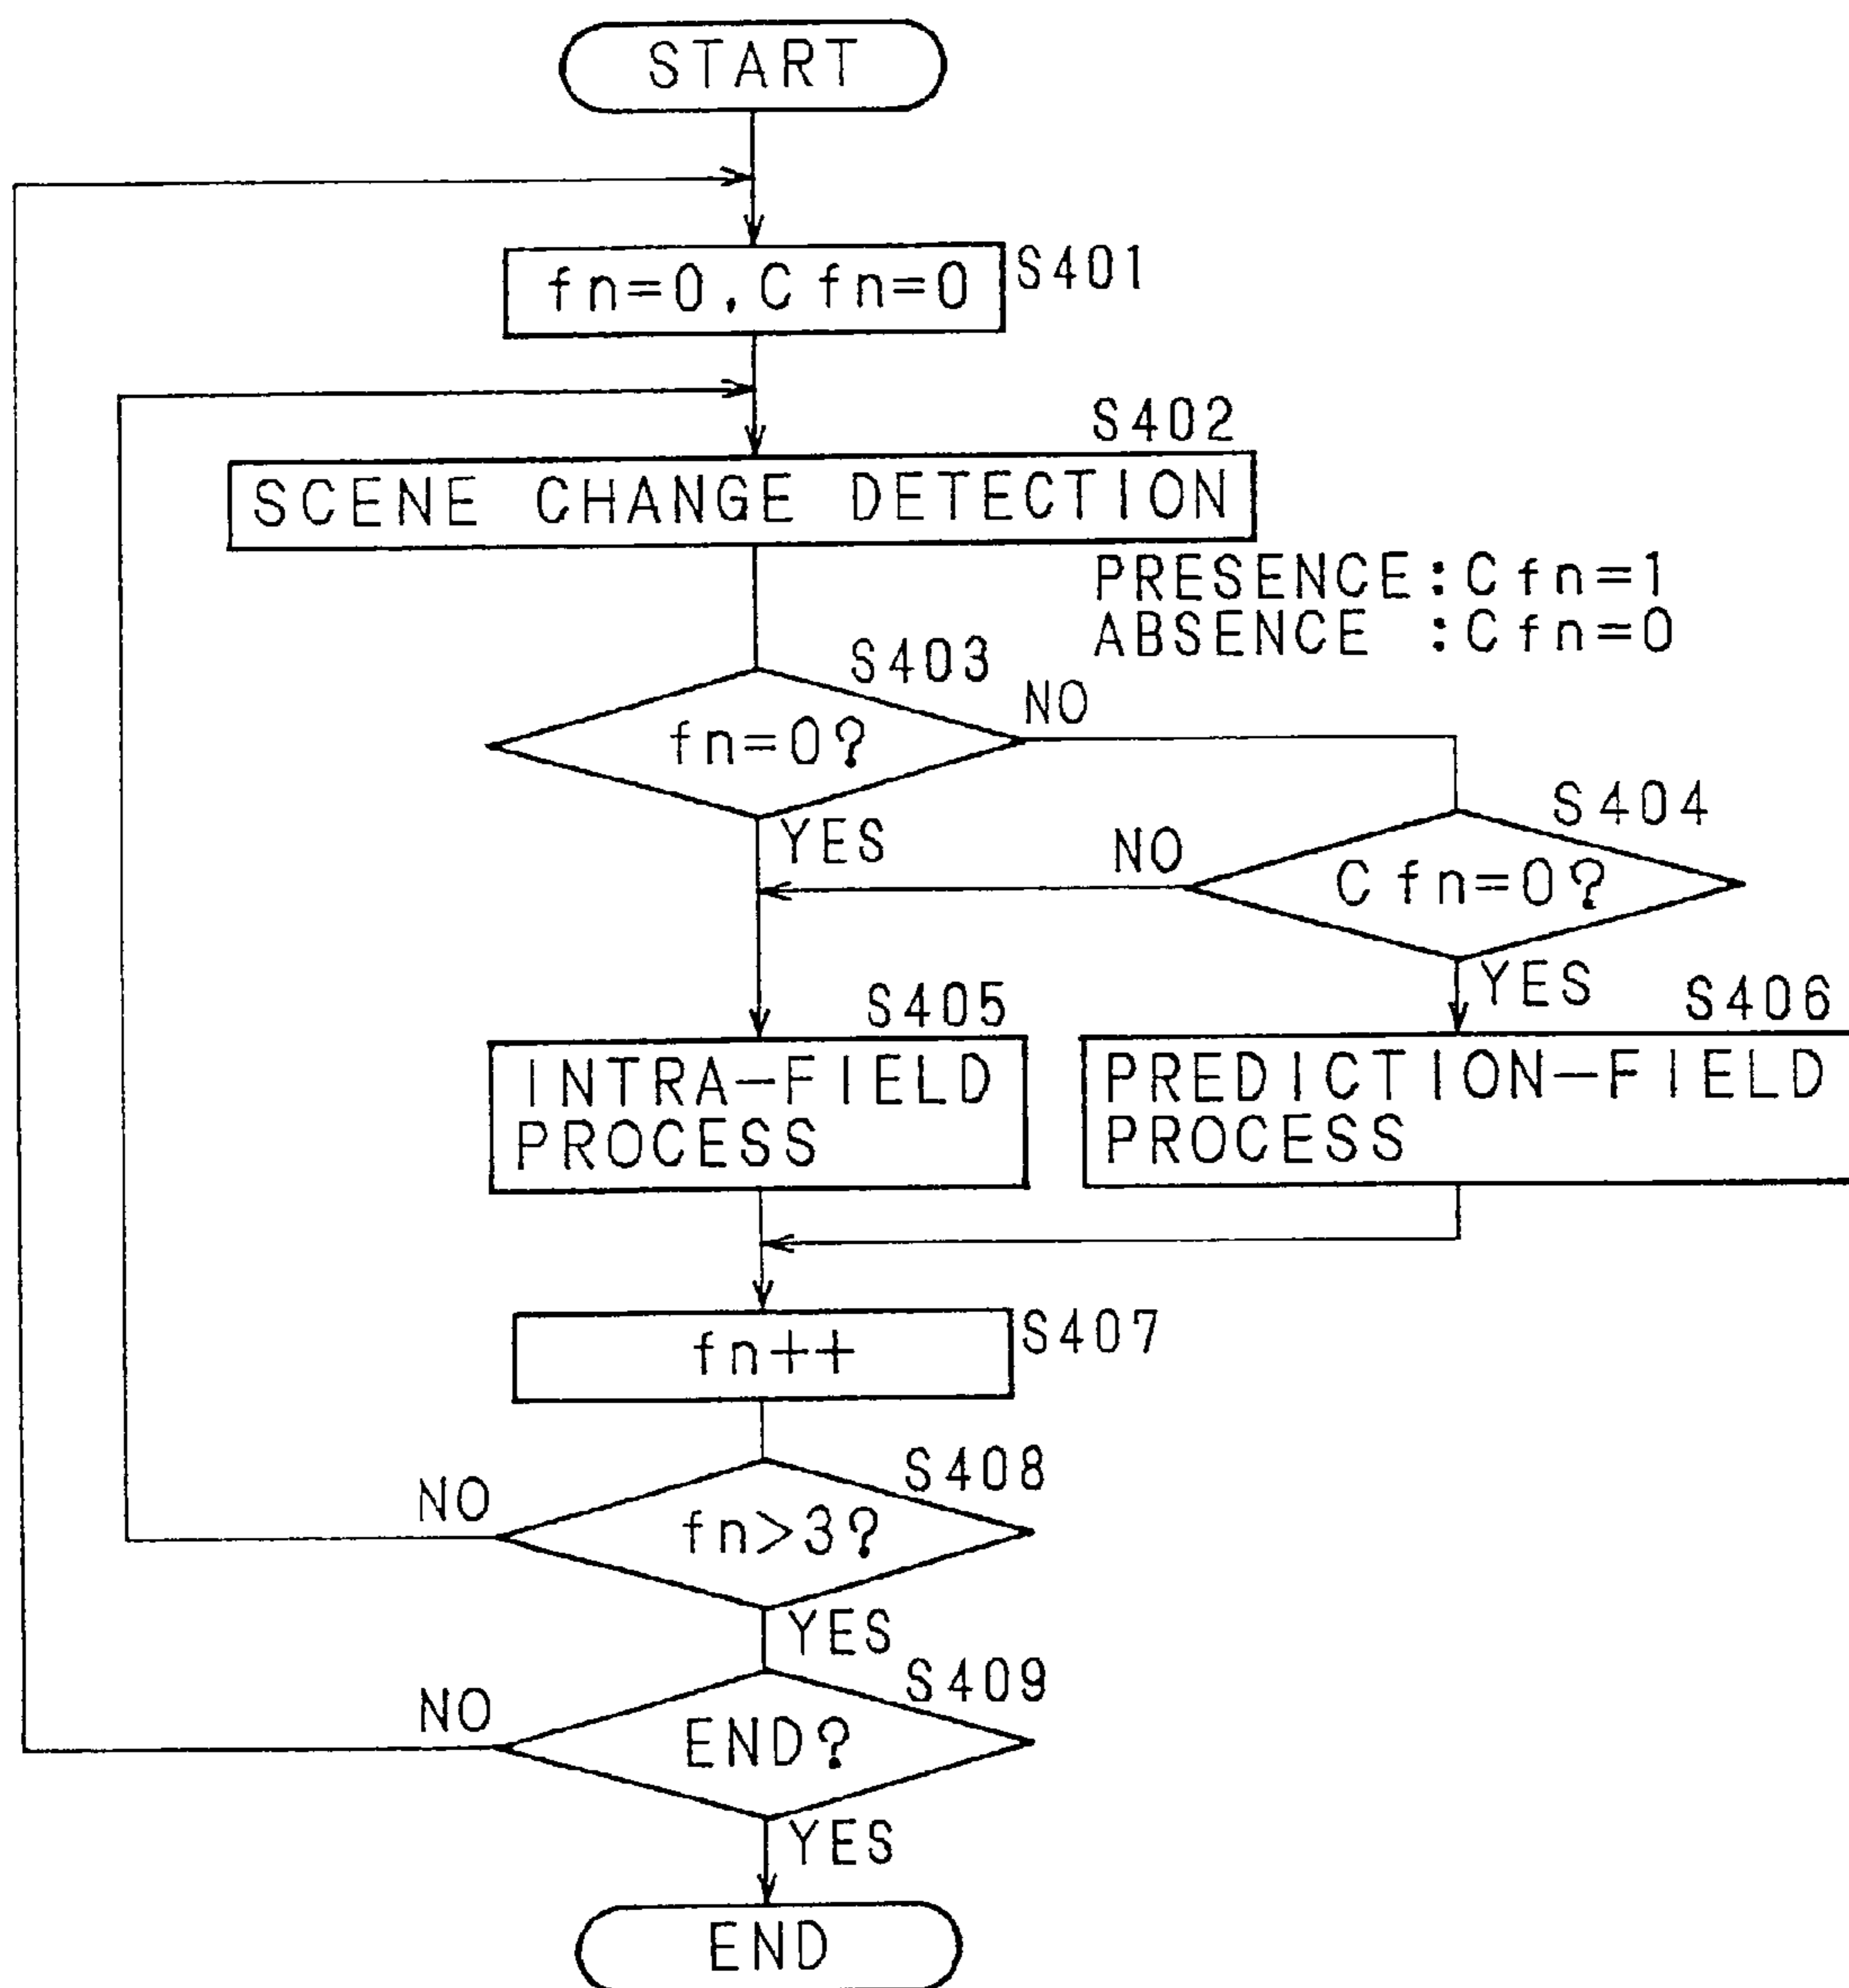 START
fn=0,Cfn=0
S401
S402
SCENE CHANGE DETECTION
PRESENCE:Cfn=1
ABSENCE :Cfn=0
S403
fn=0?
NO
YES
S404
Cfn=0?
NO
YES
S405
INTRA-FIELD
PROCESS
S406
PREDICTION-FIELD
PROCESS
fn++
S407
S408
fn>3?
NO
YES
S409
END?
NO
YES
END